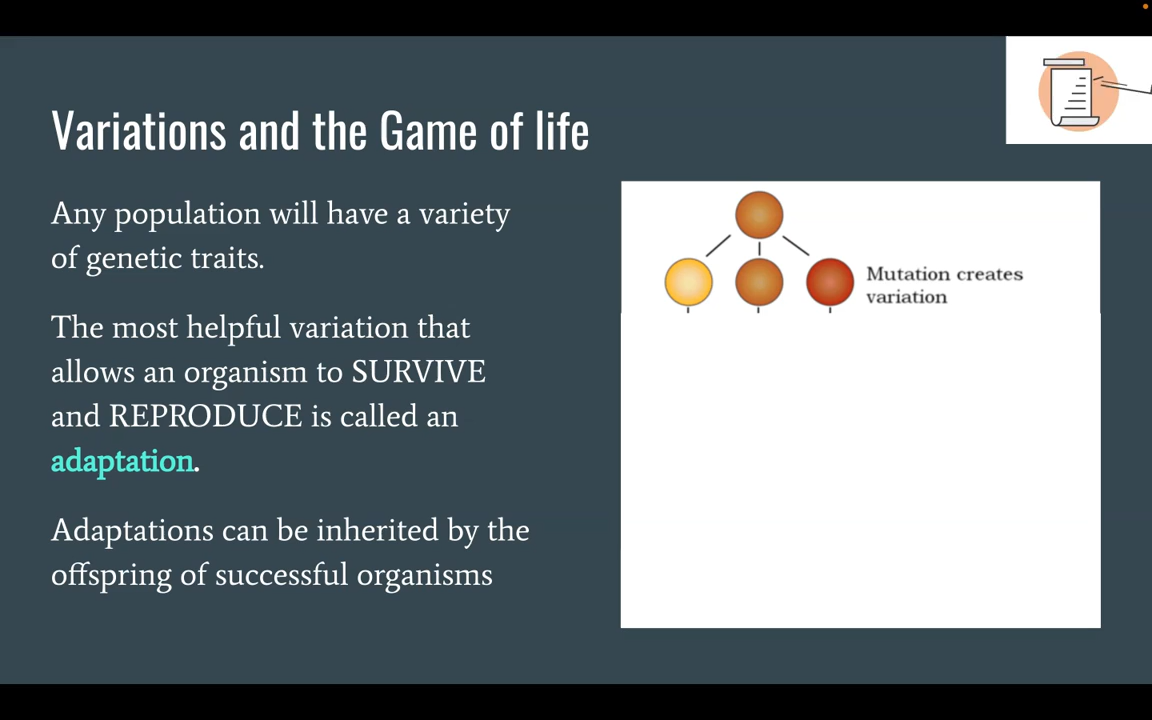 Variations and the Game of life
Any population will have a variety
of genetic traits.
The most helpful variation that
allows an organism to SURVIVE
and REPRODUCE is called an
adaptation.
Adaptations can be inherited by the
offspring of successful organisms
Mutation creates
variation